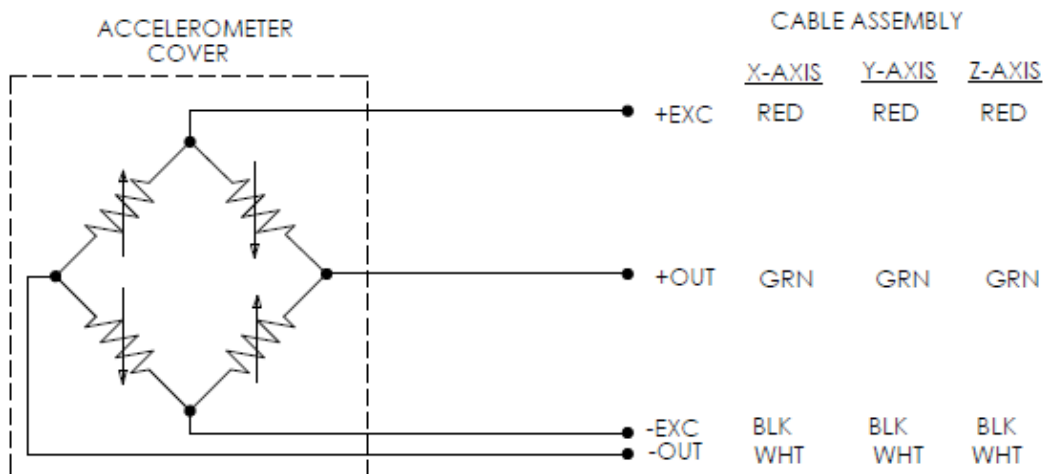 ACCELEROMETER
COVER
CABLE ASSEMBLY
X-AXIS Y-AXIS Z-AXIS
+EXC RED RED RED
+OUT GRN GRN GRN
-EXC BLK BLK BLK
-OUT WHT WHT WHT